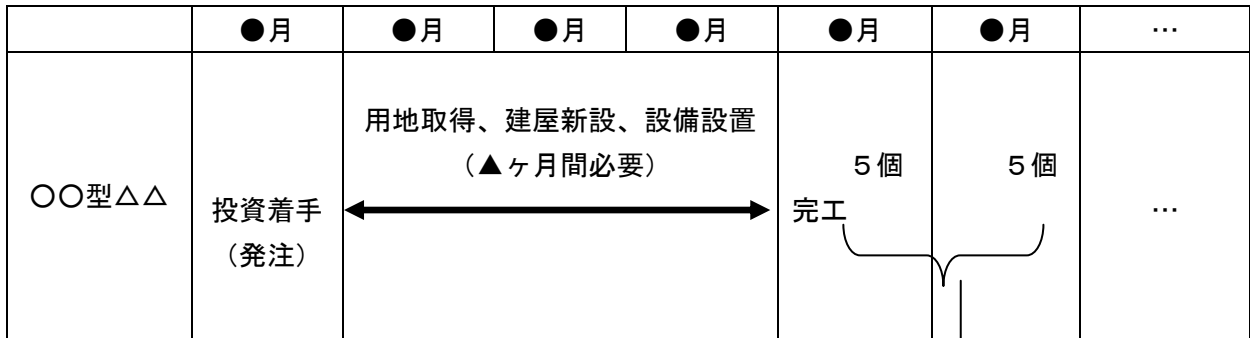 ●月 ●月 ●月 ●月 ●月 ●月 …
用地取得、建屋新設、設備設置
(▲ヶ月間必要)
５個 ５個
〇〇型△△
投資着手
(発注)
完工
…